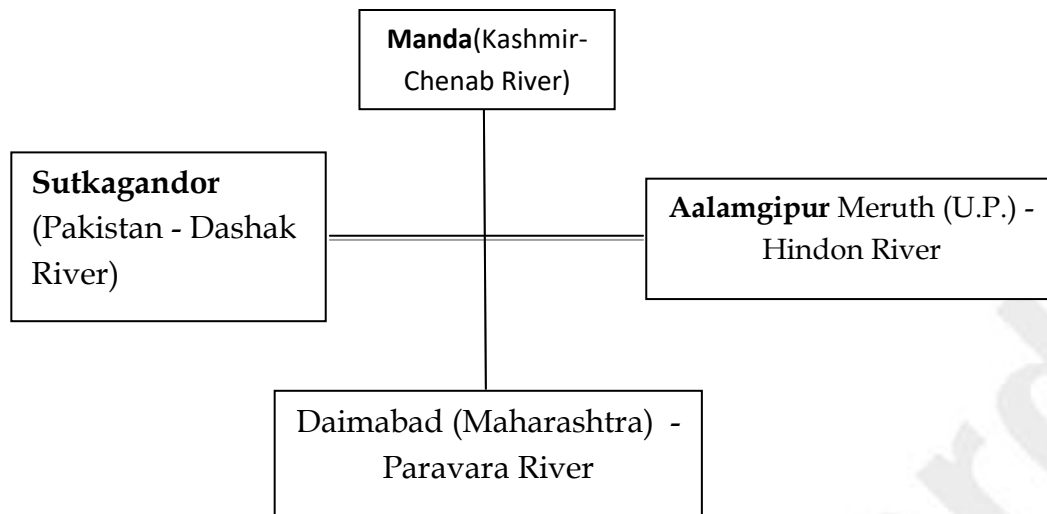 Manda(Kashmir-
Chenab River)
Sutkagandor
(Pakistan - Dashak
River)
Aalamgipur Meruth (U.P.) -
Hindon River
Daimabad (Maharashtra) -
Paravara River